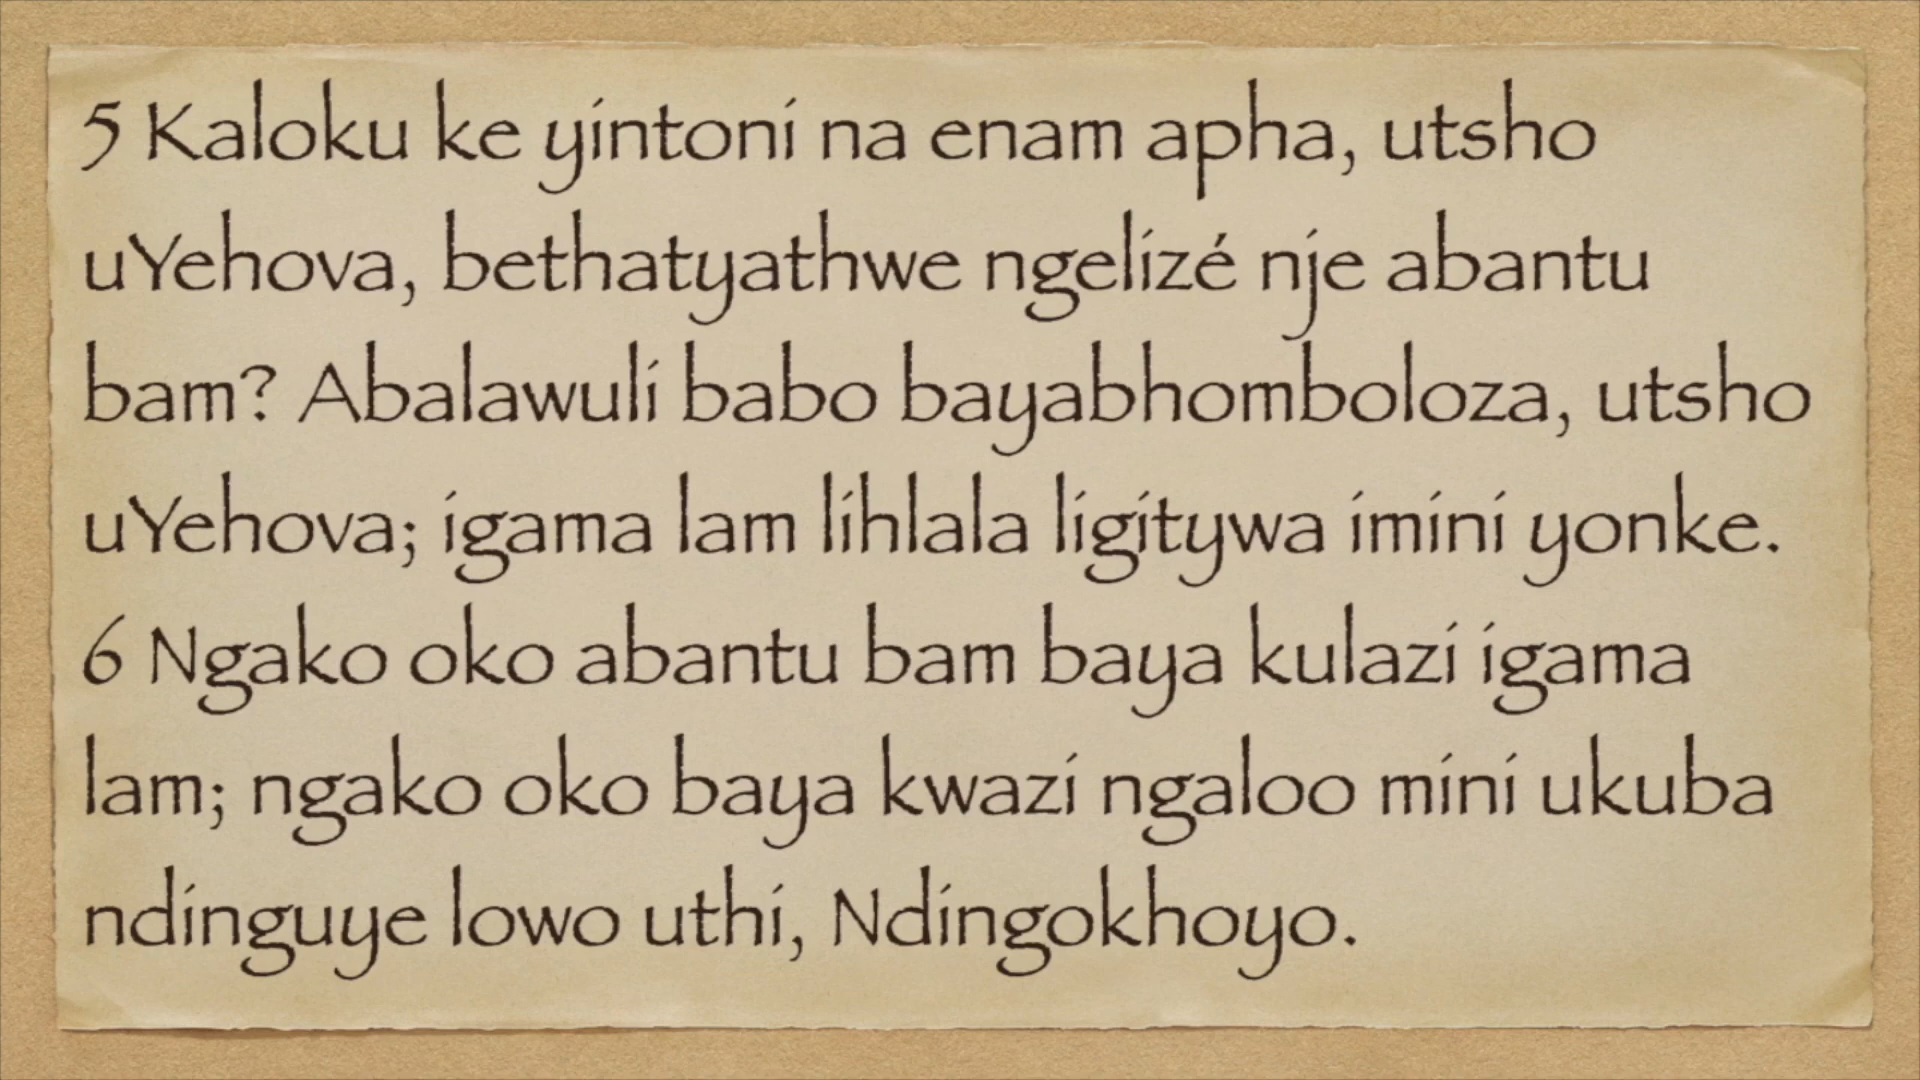 5 Kaloku ke yintoni na enam apha, utsho
uYehova, bethatyathwe ngelizé nje abantu
bam? Abalawuli babo bayabhomboloza, utsho
uYehova; igama lam lihlala ligitywa imini yonke.
6 Ngako oko abantu bam baya kulazi igama
lam; ngako oko baya kwazi ngaloo mini ukuba
ndinguye lowo uthi, Ndingokhoyo.